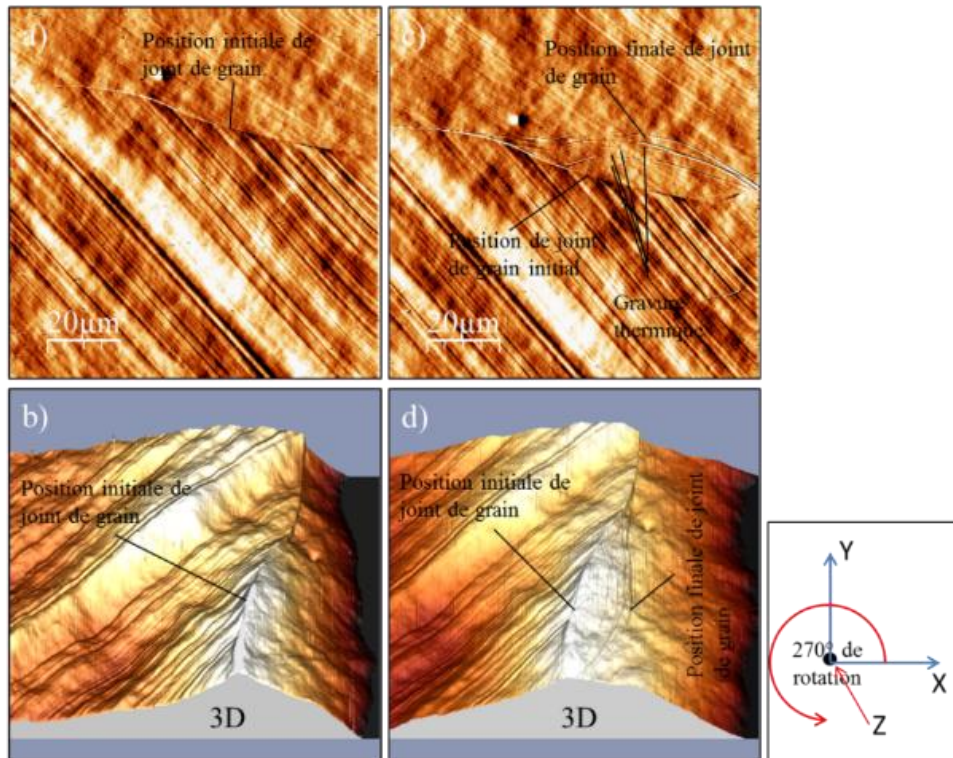 a)
Position initiale de
joint de grain
20µm
c)
Position finale de joint
de grain
Position de joint
de grain initial
Gravure
thermique
20µm
b)
Position initiale de
joint de grain
3D
d)
Position initiale de
joint de grain
Position finale de joint
de grain
3D
Y
270° de
rotation
X
Z